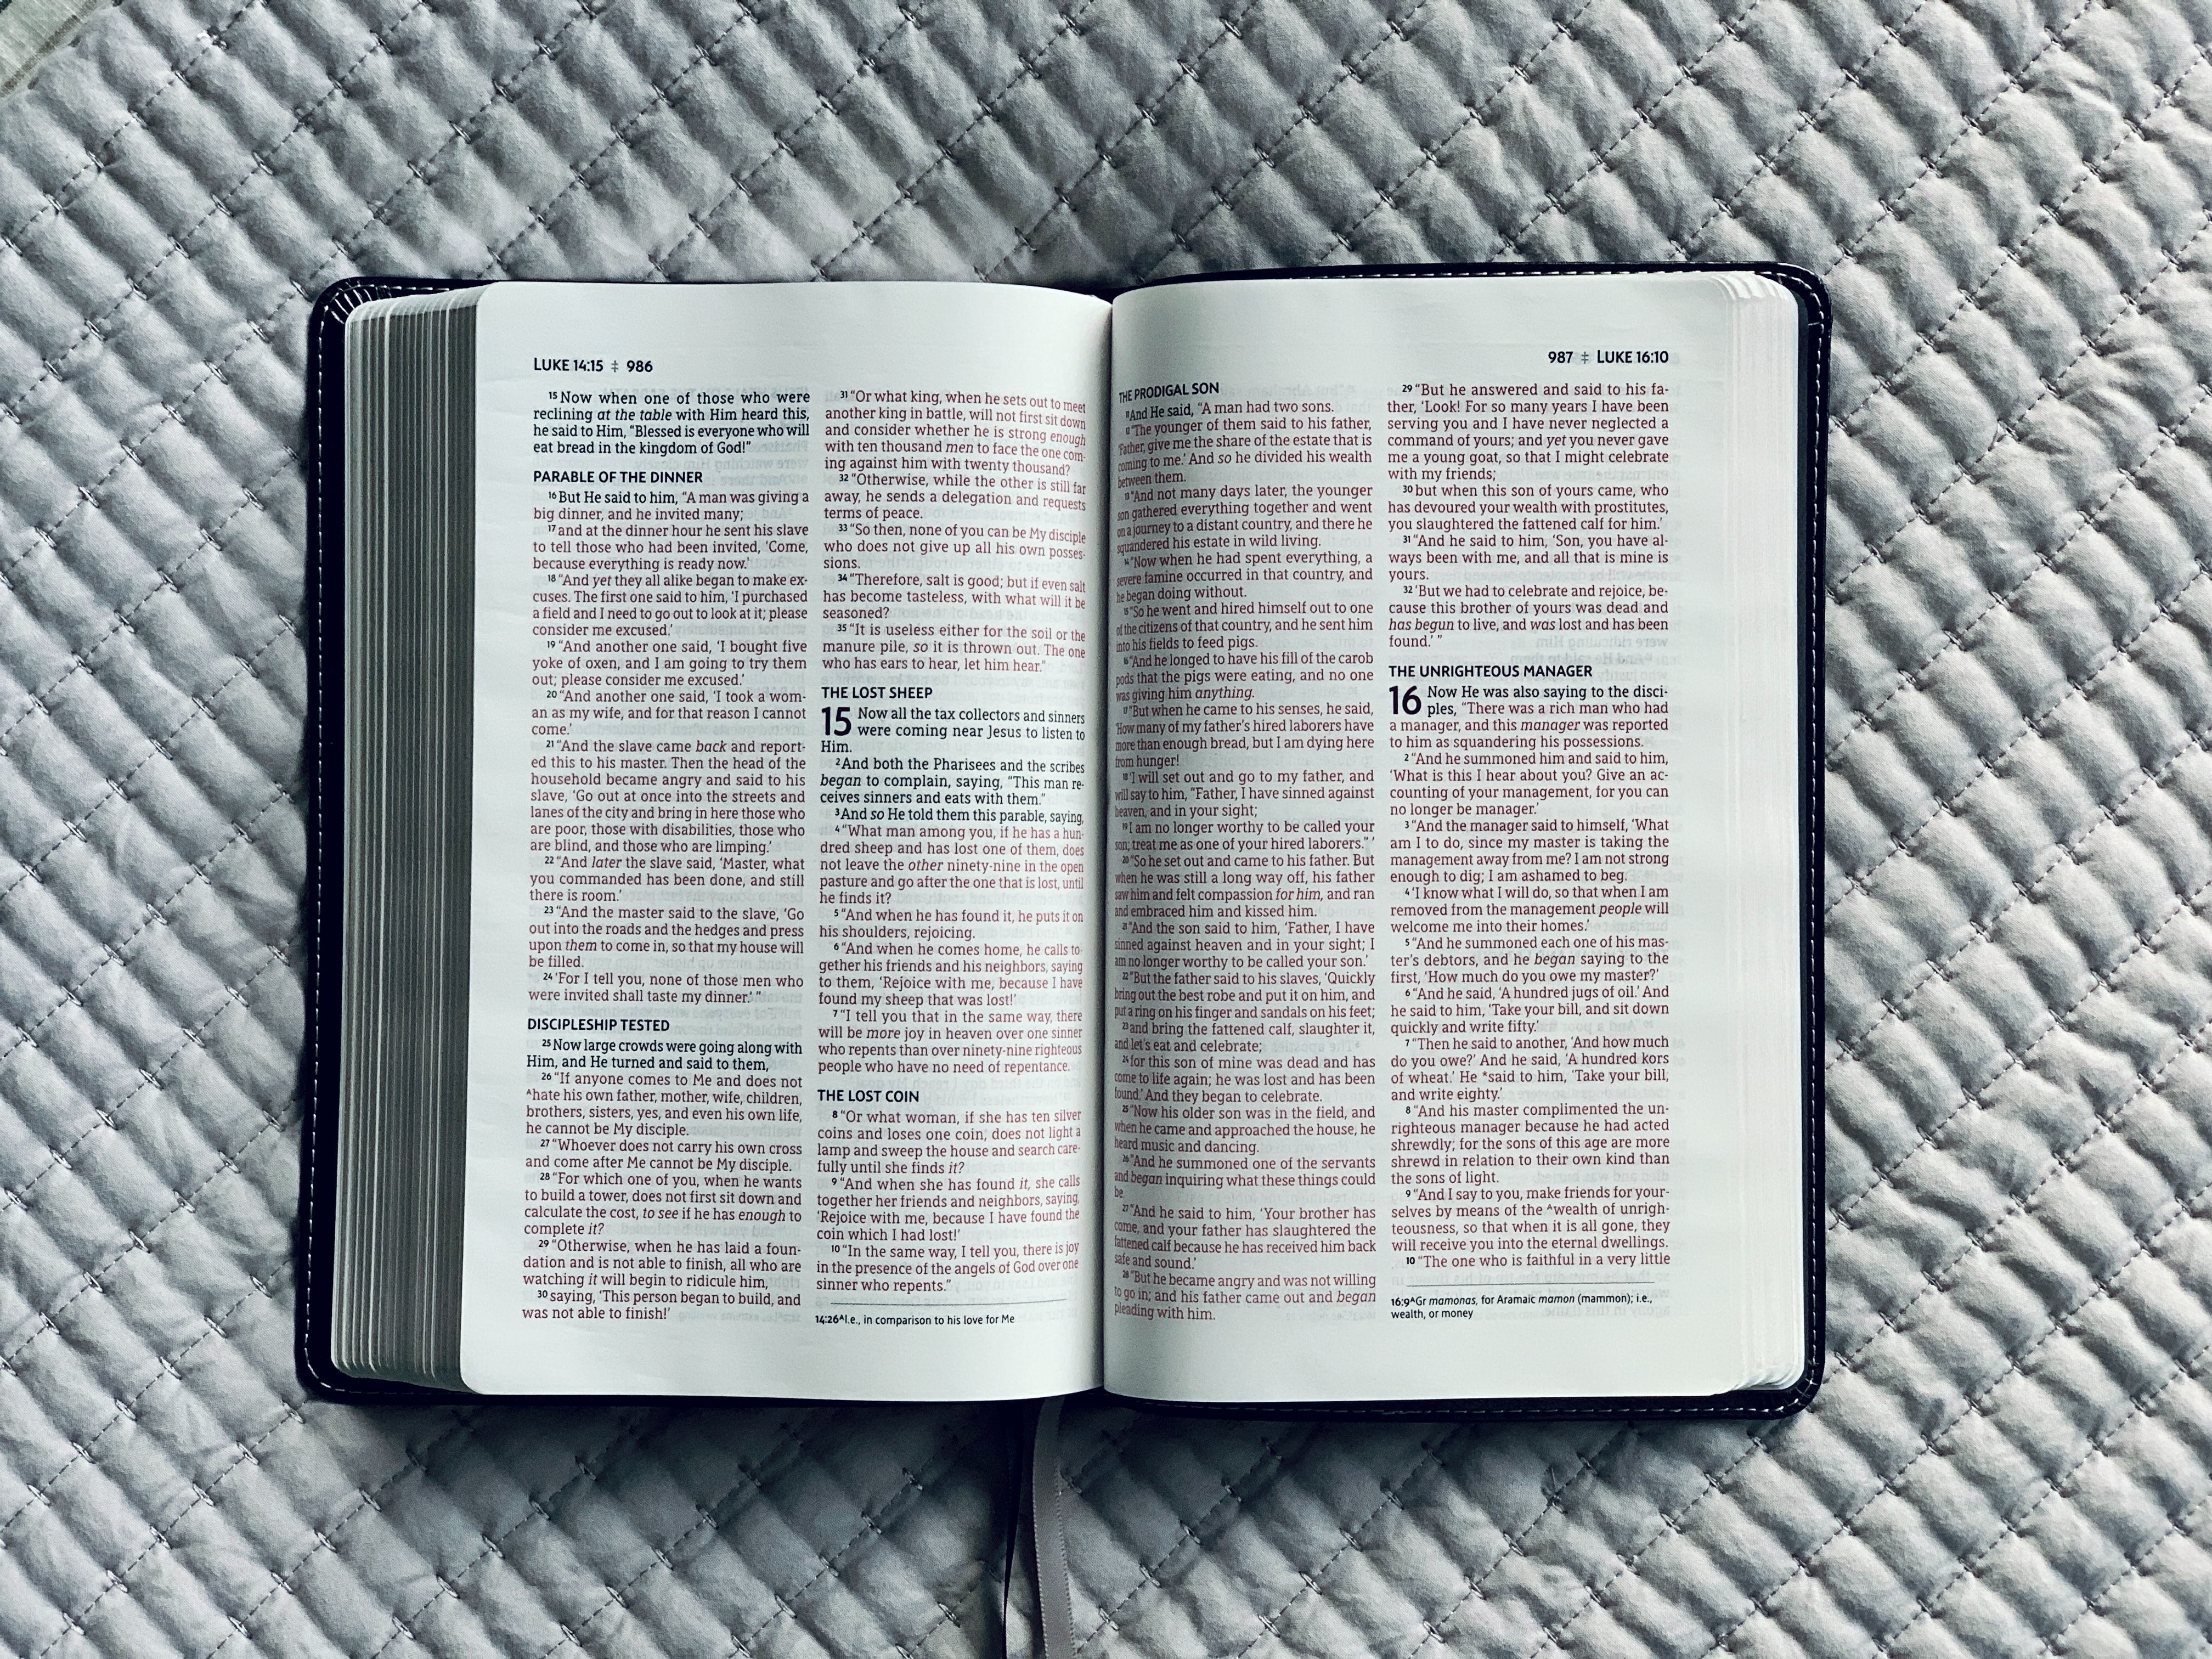 LUKE 14:15 ‡ 986
15 Now when one of those who were
reclining at the table with Him heard this,
he said to Him, “Blessed is everyone who will
eat bread in the kingdom of God!”
PARABLE OF THE DINNER
16 But He said to him, “A man was giving a
big dinner, and he invited many;
17 and at the dinner hour he sent his slave
to tell those who had been invited, ‘Come,
because everything is ready now.’
18 “And yet they all alike began to make ex-
cuses. The first one said to him, ‘I purchased
a field and I need to go out to look at it; please
consider me excused.’
19 “And another one said, ‘I bought five
yoke of oxen, and I am going to try them
out; please consider me excused.’
20 “And another one said, ‘I took a wom-
an as my wife, and for that reason I cannot
come.’
21 “And the slave came back and report-
ed this to his master. Then the head of the
household became angry and said to his
slave, ‘Go out at once into the streets and
lanes of the city and bring in here those who
are poor, those with disabilities, those who
are blind, and those who are limping.’
22 “And later the slave said, ‘Master, what
you commanded has been done, and still
there is room.’
23 “And the master said to the slave, ‘Go
out into the roads and the hedges and press
upon them to come in, so that my house will
be filled.
24 ‘For I tell you, none of those men who
were invited shall taste my dinner.’ ”
DISCIPLESHIP TESTED
25 Now large crowds were going along with
Him, and He turned and said to them,
26 “If anyone comes to Me and does not
ᴬhate his own father, mother, wife, children,
brothers, sisters, yes, and even his own life,
he cannot be My disciple.
27 “Whoever does not carry his own cross
and come after Me cannot be My disciple.
28 “For which one of you, when he wants
to build a tower, does not first sit down and
calculate the cost, to see if he has enough to
complete it?
29 “Otherwise, when he has laid a foun-
dation and is not able to finish, all who are
watching it will begin to ridicule him,
30 saying, ‘This person began to build, and
was not able to finish!’
31 “Or what king, when he sets out to meet
another king in battle, will not first sit down
and consider whether he is strong enough
with ten thousand men to face the one com-
ing against him with twenty thousand?
32 “Otherwise, while the other is still far
away, he sends a delegation and requests
terms of peace.
33 “So then, none of you can be My disciple
who does not give up all his own posses-
sions.
34 “Therefore, salt is good; but if even salt
has become tasteless, with what will it be
seasoned?
35 “It is useless either for the soil or the
manure pile, so it is thrown out. The one
who has ears to hear, let him hear.”
THE LOST SHEEP
15 Now all the tax collectors and sinners
were coming near Jesus to listen to
Him.
2 And both the Pharisees and the scribes
began to complain, saying, “This man re-
ceives sinners and eats with them.”
3 And so He told them this parable, saying,
4 “What man among you, if he has a hun-
dred sheep and has lost one of them, does
not leave the other ninety-nine in the open
pasture and go after the one that is lost, until
he finds it?
5 “And when he has found it, he puts it on
his shoulders, rejoicing.
6 “And when he comes home, he calls to-
gether his friends and his neighbors, saying
to them, ‘Rejoice with me, because I have
found my sheep that was lost!’
7 “I tell you that in the same way, there
will be more joy in heaven over one sinner
who repents than over ninety-nine righteous
people who have no need of repentance.
THE LOST COIN
8 “Or what woman, if she has ten silver
coins and loses one coin, does not light a
lamp and sweep the house and search care-
fully until she finds it?
9 “And when she has found it, she calls
together her friends and neighbors, saying,
‘Rejoice with me, because I have found the
coin which I had lost!’
10 “In the same way, I tell you, there is joy
in the presence of the angels of God over one
sinner who repents.”
14:26 ᴬI.e., in comparison to his love for Me
987 ‡ LUKE 16:10
THE PRODIGAL SON
11 And He said, “A man had two sons.
12 “The younger of them said to his father,
‘Father, give me the share of the estate that is
coming to me.’ And so he divided his wealth
between them.
13 “And not many days later, the younger
son gathered everything together and went
on a journey to a distant country, and there he
squandered his estate in wild living.
14 “Now when he had spent everything, a
severe famine occurred in that country, and
he began doing without.
15 “So he went and hired himself out to one
of the citizens of that country, and he sent him
into his fields to feed pigs.
16 “And he longed to have his fill of the carob
pods that the pigs were eating, and no one
was giving him anything.
17 “But when he came to his senses, he said,
‘How many of my father’s hired laborers have
more than enough bread, but I am dying here
from hunger!
18 ‘I will set out and go to my father, and
will say to him, “Father, I have sinned against
heaven, and in your sight;
19 I am no longer worthy to be called your
son; treat me as one of your hired laborers.” ’
20 “So he set out and came to his father. But
when he was still a long way off, his father
saw him and felt compassion for him, and ran
and embraced him and kissed him.
21 “And the son said to him, ‘Father, I have
sinned against heaven and in your sight; I
am no longer worthy to be called your son.’
22 “But the father said to his slaves, ‘Quickly
bring out the best robe and put it on him, and
put a ring on his finger and sandals on his feet;
23 and bring the fattened calf, slaughter it,
and let’s eat and celebrate;
24 for this son of mine was dead and has
come to life again; he was lost and has been
found.’ And they began to celebrate.
25 “Now his older son was in the field, and
when he came and approached the house, he
heard music and dancing.
26 “And he summoned one of the servants
and began inquiring what these things could
be.
27 “And he said to him, ‘Your brother has
come, and your father has slaughtered the
fattened calf because he has received him back
safe and sound.’
28 “But he became angry and was not willing
to go in; and his father came out and began
pleading with him.
29 “But he answered and said to his fa-
ther, ‘Look! For so many years I have been
serving you and I have never neglected a
command of yours; and yet you never gave
me a young goat, so that I might celebrate
with my friends;
30 but when this son of yours came, who
has devoured your wealth with prostitutes,
you slaughtered the fattened calf for him.’
31 “And he said to him, ‘Son, you have al-
ways been with me, and all that is mine is
yours.
32 ‘But we had to celebrate and rejoice, be-
cause this brother of yours was dead and
has begun to live, and was lost and has been
found.’ ”
THE UNRIGHTEOUS MANAGER
16 Now He was also saying to the disci-
ples, “There was a rich man who had
a manager, and this manager was reported
to him as squandering his possessions.
2 “And he summoned him and said to him,
‘What is this I hear about you? Give an ac-
counting of your management, for you can
no longer be manager.’
3 “And the manager said to himself, ‘What
am I to do, since my master is taking the
management away from me? I am not strong
enough to dig; I am ashamed to beg.
4 ‘I know what I will do, so that when I am
removed from the management people will
welcome me into their homes.’
5 “And he summoned each one of his mas-
ter’s debtors, and he began saying to the
first, ‘How much do you owe my master?’
6 “And he said, ‘A hundred jugs of oil.’ And
he said to him, ‘Take your bill, and sit down
quickly and write fifty.’
7 “Then he said to another, ‘And how much
do you owe?’ And he said, ‘A hundred kors
of wheat.’ He *said to him, ‘Take your bill,
and write eighty.’
8 “And his master complimented the un-
righteous manager because he had acted
shrewdly; for the sons of this age are more
shrewd in relation to their own kind than
the sons of light.
9 “And I say to you, make friends for your-
selves by means of the ᴬwealth of unrigh-
teousness, so that when it is all gone, they
will receive you into the eternal dwellings.
10 “The one who is faithful in a very little
16:9 ᴬGr mamonas, for Aramaic mamon (mammon); i.e.,
wealth, or money